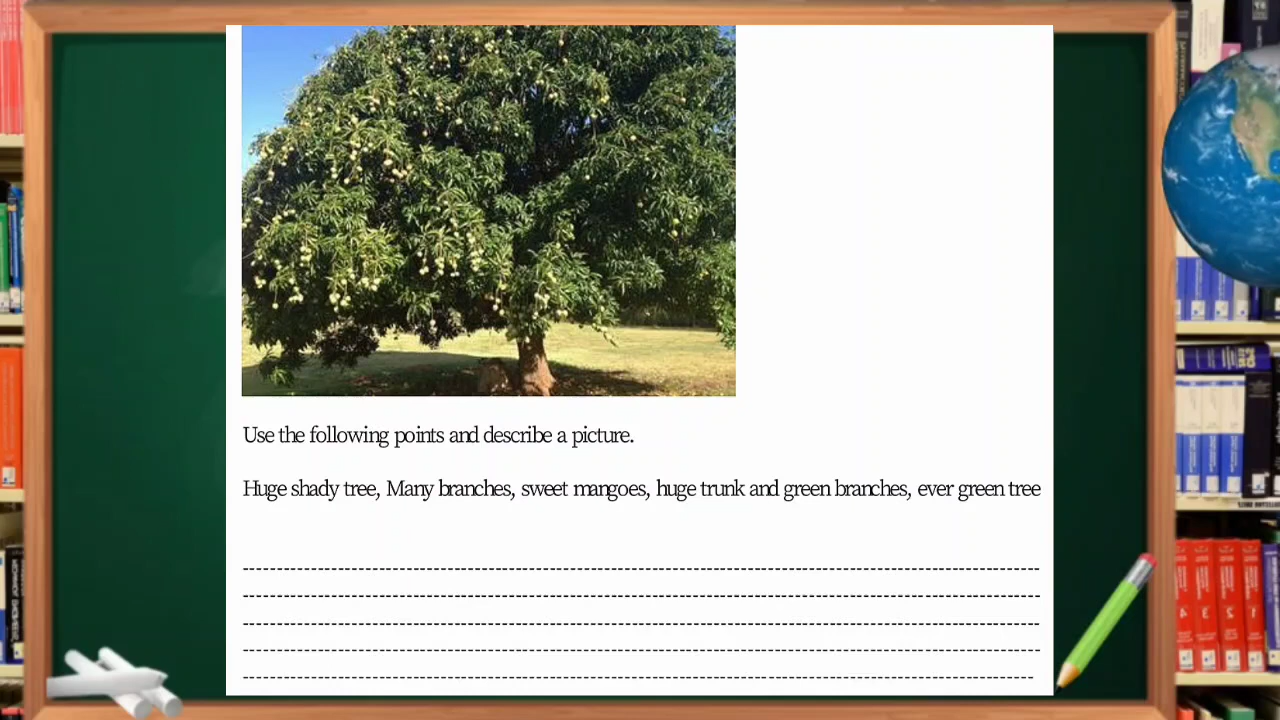 Use the following points and describe a picture.
Huge shady tree, Many branches, sweet mangoes, huge trunk and green branches, ever green tree